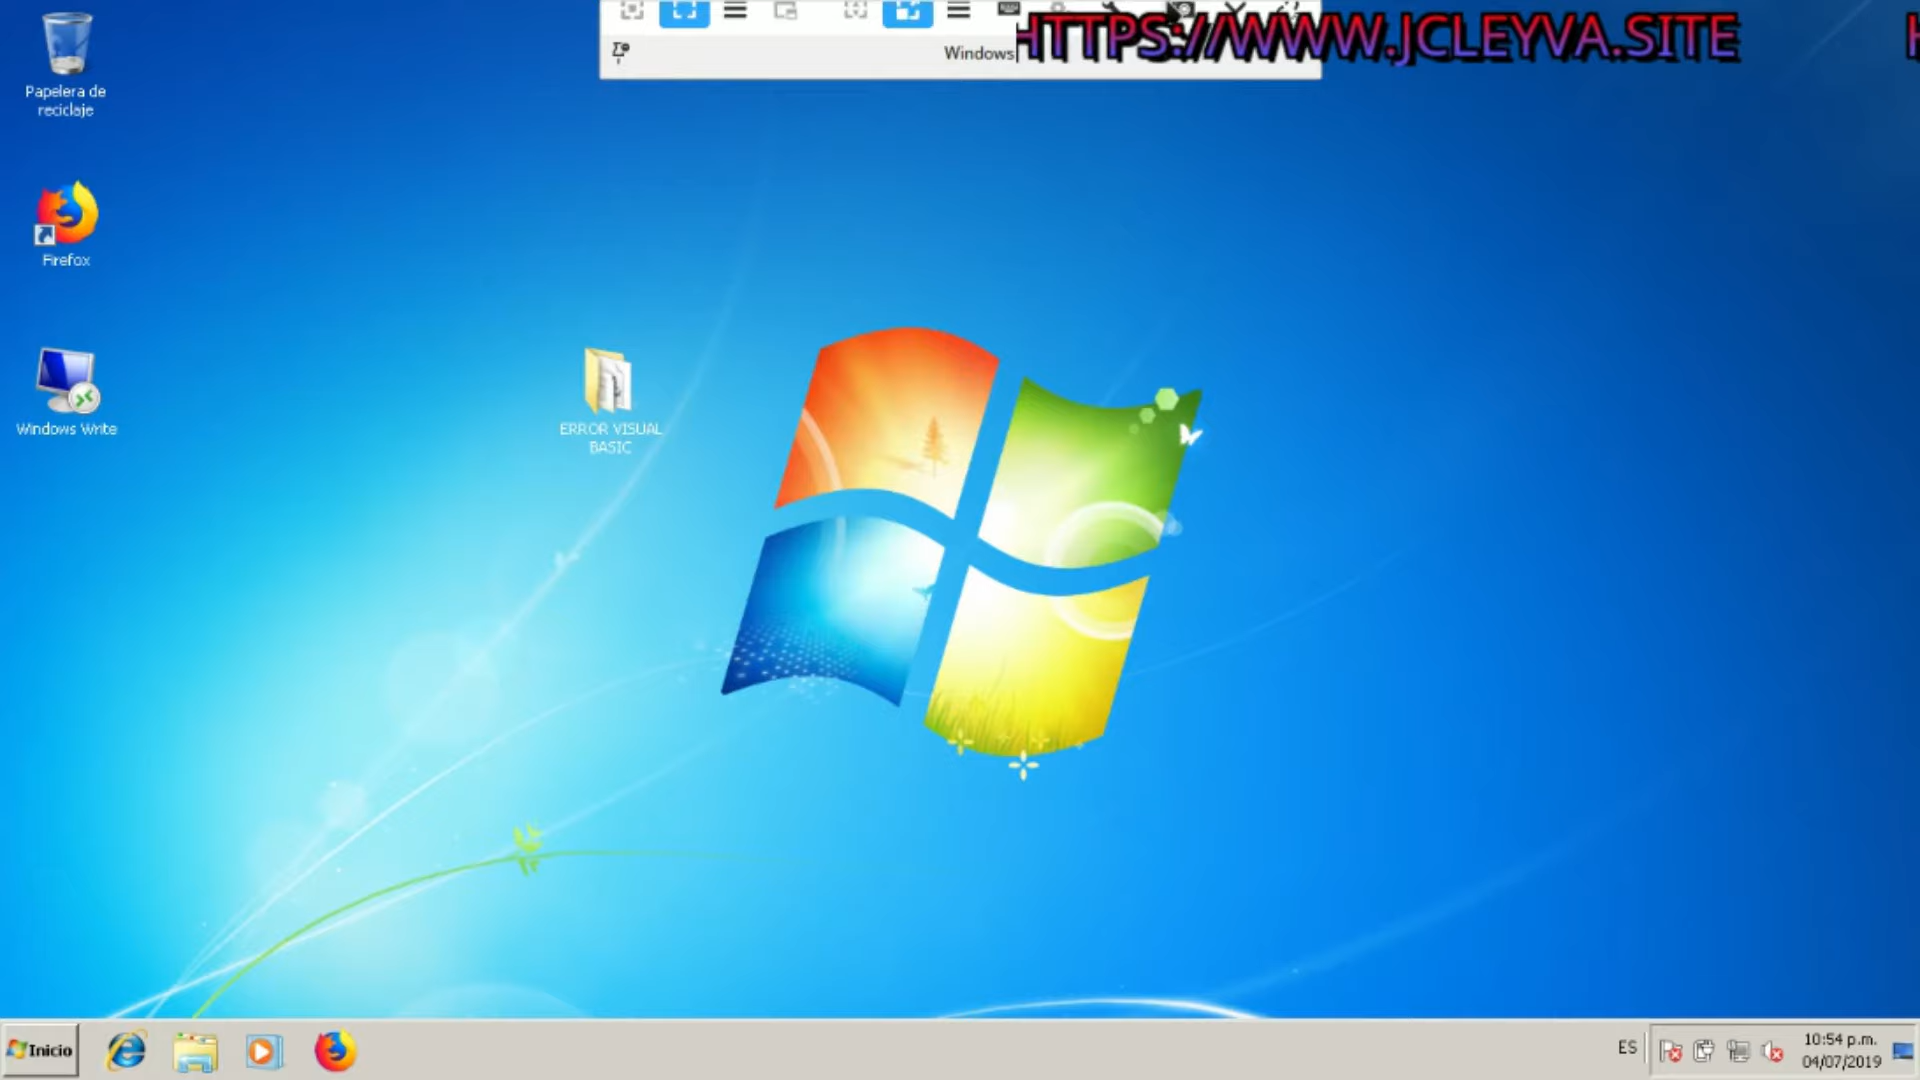 HTTPS://WWW.JCLEYVA.SITE
Windows
Papelera de
reciclaje
Firefox
Windows Write
ERROR VISUAL
BASIC
Inicio
ES
10:54 p.m.
04/07/2019